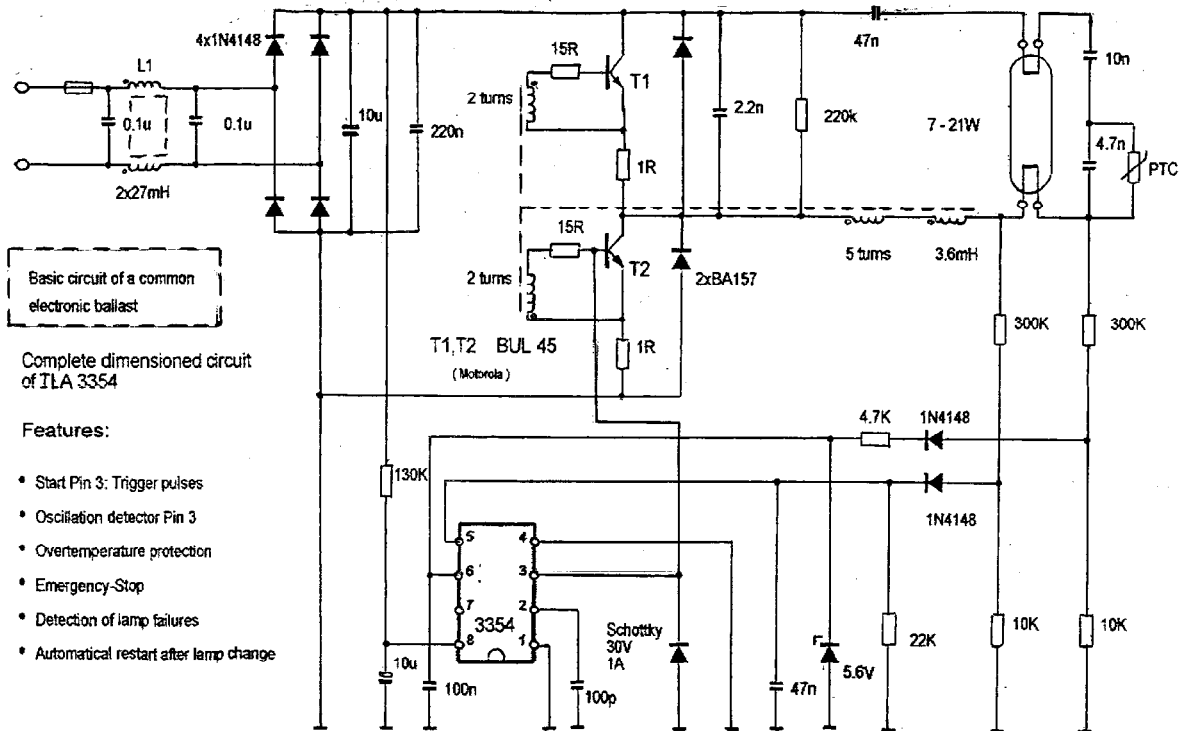 4x1N4148
47n
15R
T1
L1
10n
2 turns
2.2n
0.1u
0.1u
10u
220n
220k
7 - 21W
4.7n
1R
PTC
2x27mH
15R
T2
2 turns
2xBA157
5 turns
3.6mH
Basic circuit of a common
electronic ballast
1R
300K
300K
T1,T2 BUL 45
( Motorola )
Complete dimensioned circuit
of TLA 3354
Features:
4.7K
1N4148
• Start Pin 3: Trigger pulses
130K
1N4148
• Oscillation detector Pin 3
• Overtemperature protection
• Emergency-Stop
• Detection of lamp failures
• Automatical restart after lamp change
5
4
6
3
7
2
8
1
3354
Schottky
30V
1A
22K
10K
10K
10u
5.6V
100n
100p
47n